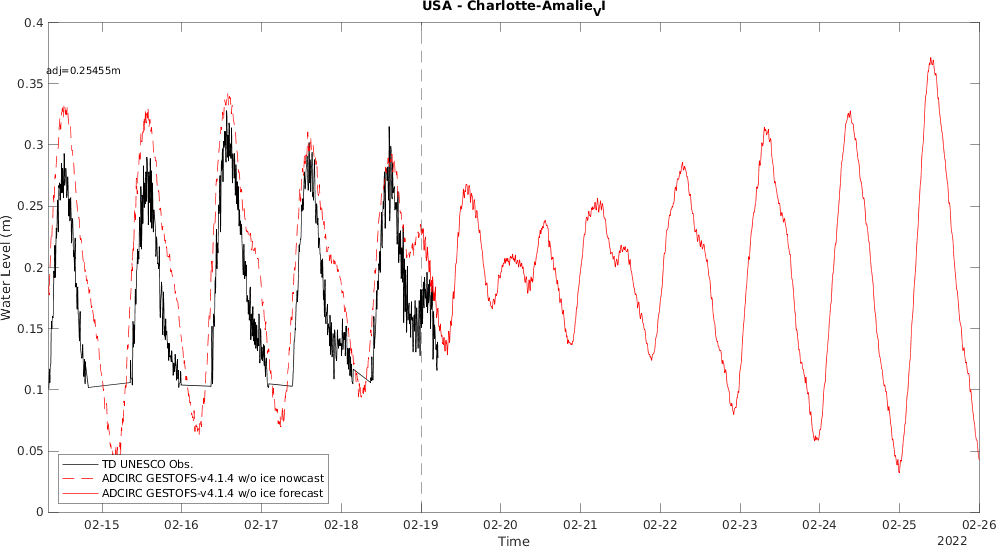 USA - Charlotte-Amalie_VI
adj=0.25455m
0.4
0.35
0.3
0.25
0.2
0.15
0.1
0.05
0
Water Level (m)
TD UNESCO Obs.
ADCIRC GESTOFS-v4.1.4 w/o ice nowcast
ADCIRC GESTOFS-v4.1.4 w/o ice forecast
02-15 02-16 02-17 02-18 02-19 02-20 02-21 02-22 02-23 02-24 02-25 02-26
Time
2022